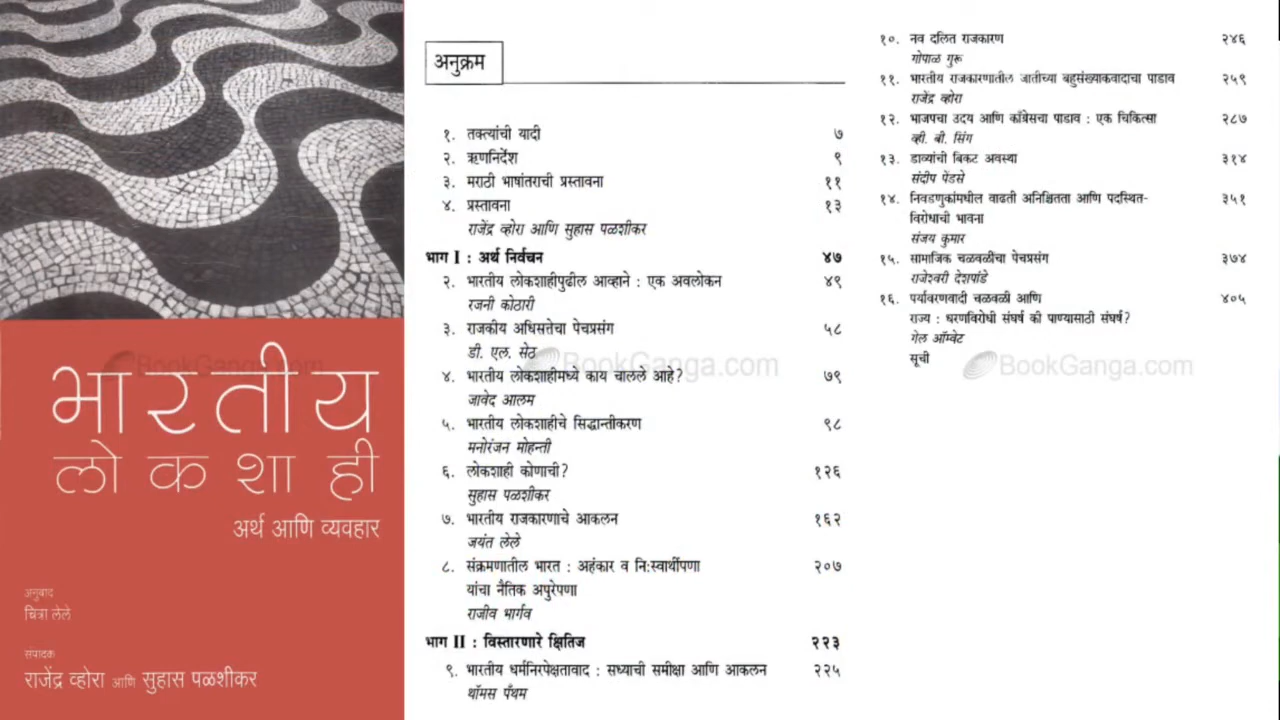 भारतीय
लोकशाही
अर्थ आणि व्यवहार
अनुवाद
चित्रा लेले
संपादक
राजेंद्र व्होरा आणि सुहास पळशीकर
अनुक्रम
१. तक्त्यांची यादी ७
२. ऋणनिर्देश ९
३. मराठी भाषांतराची प्रस्तावना ११
४. प्रस्तावना १३
राजेंद्र व्होरा आणि सुहास पळशीकर
भाग I : अर्थ निर्वचन ४७
२. भारतीय लोकशाहीपुढील आव्हाने : एक अवलोकन ४९
रजनी कोठारी
३. राजकीय अधिसत्तेचा पेचप्रसंग ५८
डी. एल. सेठ
४. भारतीय लोकशाहीमध्ये काय चालले आहे? ७९
जावेद आलम
५. भारतीय लोकशाहीचे सिद्धान्तीकरण ९८
मनोरंजन मोहन्ती
६. लोकशाही कोणाची? १२६
सुहास पळशीकर
७. भारतीय राजकारणाचे आकलन १६२
जयंत लेले
८. संक्रमणातील भारत : अहंकार व नि:स्वार्थीपणा २०७
यांचा नैतिक अपुरेपणा
राजीव भार्गव
भाग II : विस्तारणारे क्षितिज २२३
९. भारतीय धर्मनिरपेक्षतावाद : सध्याची समीक्षा आणि आकलन २२५
थॉमस पँथम
१०. नव दलित राजकारण २४६
गोपाळ गुरू
११. भारतीय राजकारणातील जातीच्या बहुसंख्याकवादाचा पाडाव २५९
राजेंद्र व्होरा
१२. भाजपचा उदय आणि काँग्रेसचा पाडाव : एक चिकित्सा २८७
व्ही. बी. सिंग
१३. डाव्यांची बिकट अवस्था ३१४
संदीप पेंडसे
१४. निवडणुकांमधील वाढती अनिश्चितता आणि पदस्थित- ३५१
विरोधाची भावना
संजय कुमार
१५. सामाजिक चळवळींचा पेचप्रसंग ३७४
राजेश्वरी देशपांडे
१६. पर्यावरणवादी चळवळी आणि ४०५
राज्य : धरणविरोधी संघर्ष की पाण्यासाठी संघर्ष?
गेल ऑम्वेट
सूची
BookGanga.com
BookGanga.com
BookGanga.com